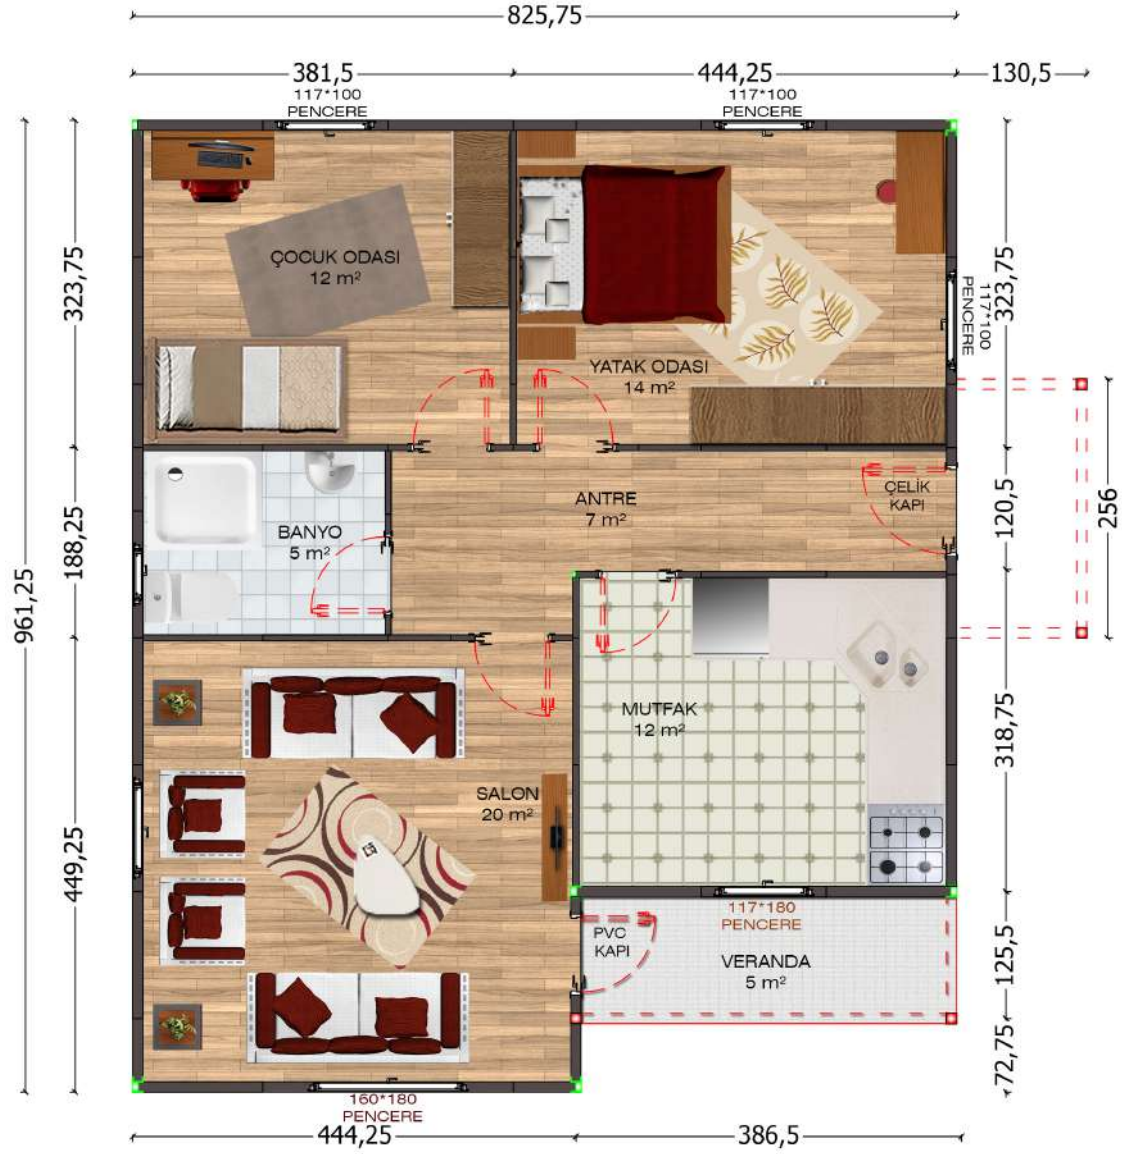 825,75
381,5
444,25
130,5
117*100
PENCERE
117*100
PENCERE
961,25
323,75
188,25
449,25
ÇOCUK ODASI
12 m²
YATAK ODASI
14 m²
117*100
PENCERE
323,75
120,5
256
318,75
125,5
72,75
ANTRE
7 m²
ÇELİK
KAPI
BANYO
5 m²
MUTFAK
12 m²
SALON
20 m²
117*180
PENCERE
PVC
KAPI
VERANDA
5 m²
160*180
PENCERE
444,25
386,5